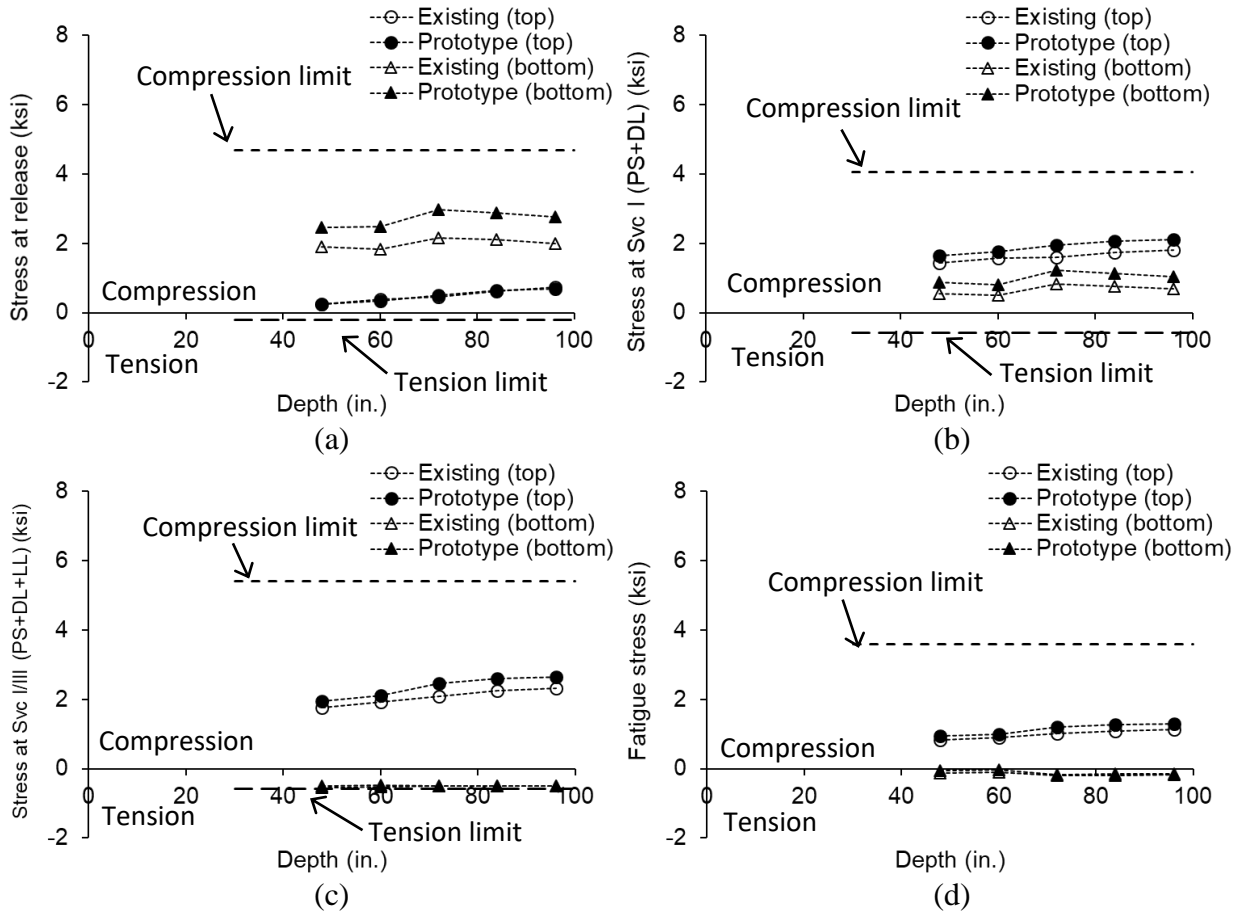 Existing (top)
Prototype (top)
Existing (bottom)
Prototype (bottom)
Compression limit
Stress at release (ksi)
8
6
4
2
0
-2
Compression
Tension
0 20 40 60 80 100
Tension limit
Depth (in.)
(a)
Existing (top)
Prototype (top)
Existing (bottom)
Prototype (bottom)
Compression limit
Stress at Svc I (PS+DL) (ksi)
8
6
4
2
0
-2
Compression
Tension
0 20 40 60 80 100
Tension limit
Depth (in.)
(b)
Existing (top)
Prototype (top)
Existing (bottom)
Prototype (bottom)
Compression limit
Stress at Svc I/III (PS+DL+LL) (ksi)
8
6
4
2
0
-2
Compression
Tension
0 20 40 60 80 100
Tension limit
Depth (in.)
(c)
Existing (top)
Prototype (top)
Existing (bottom)
Prototype (bottom)
Compression limit
Fatigue stress (ksi)
8
6
4
2
0
-2
Compression
Tension
0 20 40 60 80 100
Depth (in.)
(d)